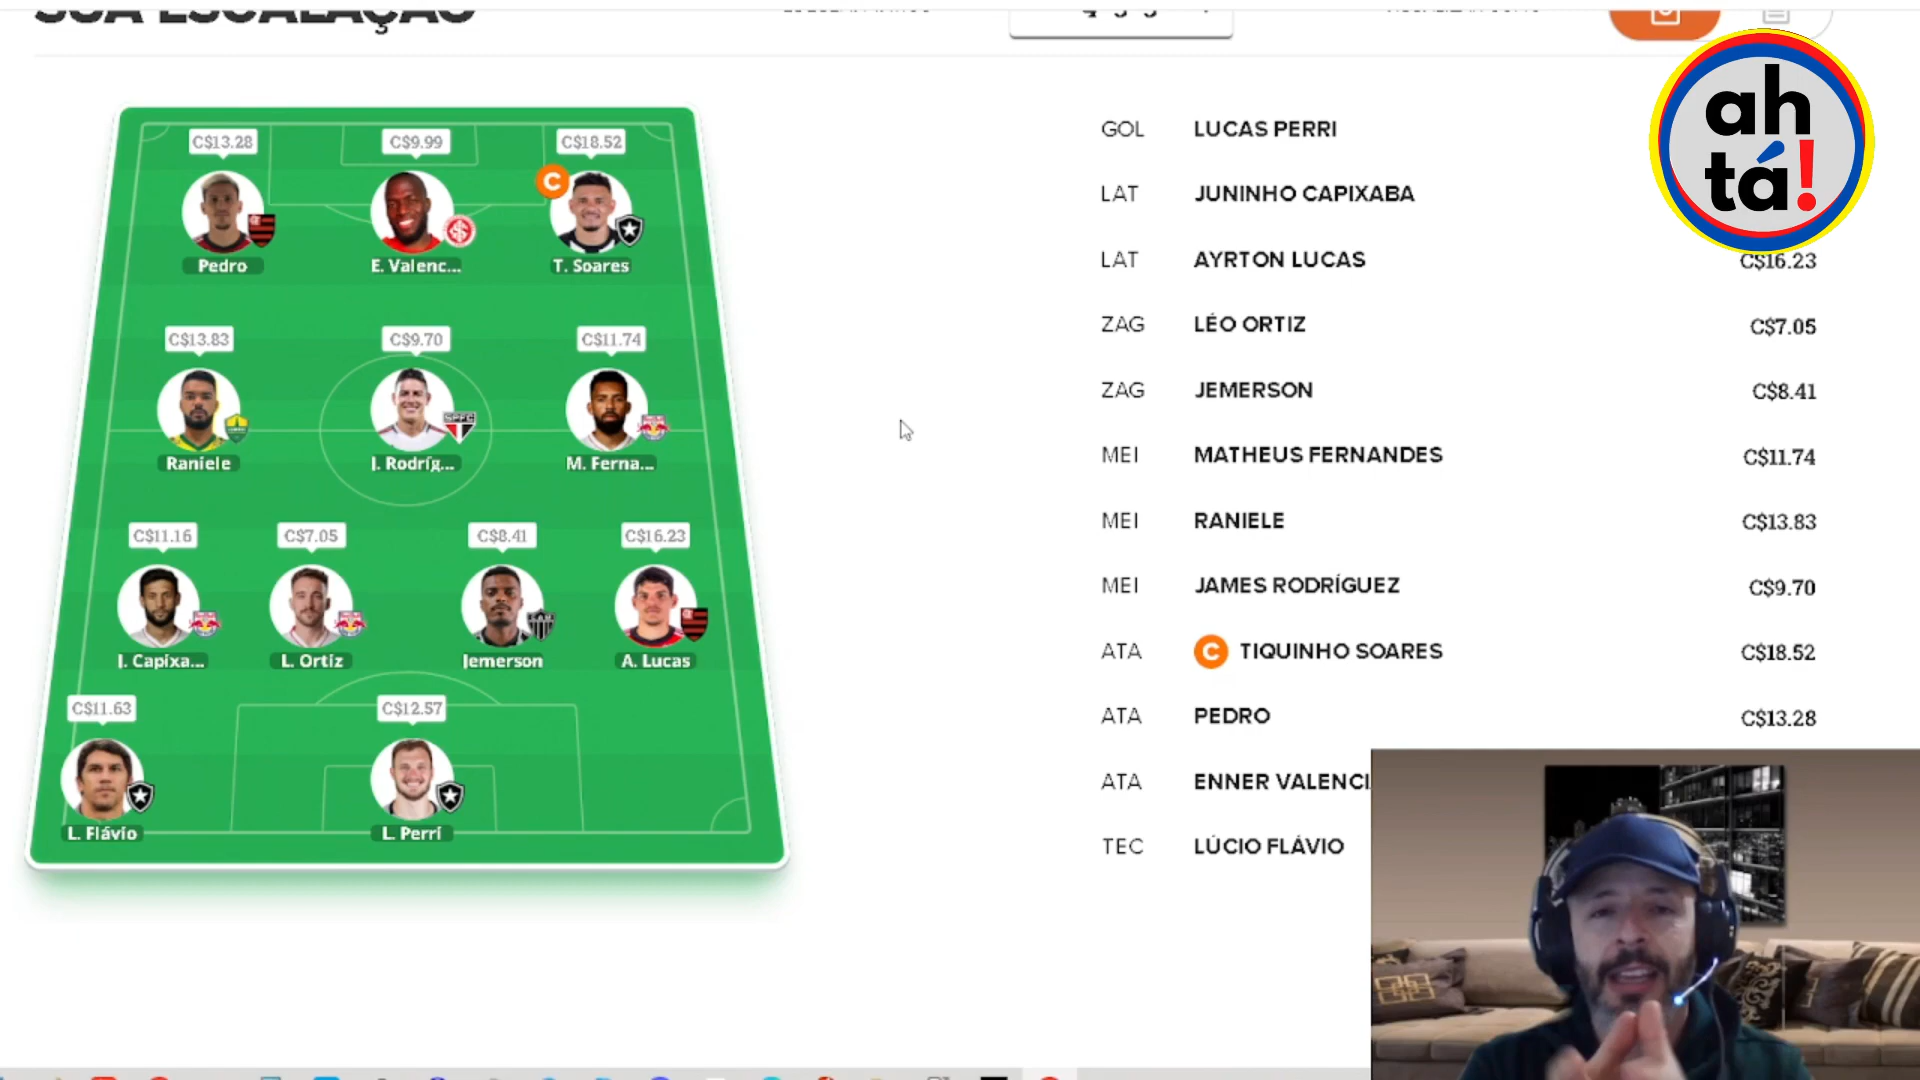 SUA ESCALAÇÃO
C$13.28
C$9.99
C$18.52
C
Pedro
E. Valenc...
T. Soares
C$13.83
C$9.70
C$11.74
SPFC
Raniele
J. Rodríg...
M. Ferna...
C$11.16
C$7.05
C$8.41
C$16.23
J. Capixa...
L. Ortiz
Jemerson
A. Lucas
C$11.63
C$12.57
L. Flávio
L. Perri
GOL LUCAS PERRI
LAT JUNINHO CAPIXABA
LAT AYRTON LUCAS C$16.23
ZAG LÉO ORTIZ C$7.05
ZAG JEMERSON C$8.41
MEI MATHEUS FERNANDES C$11.74
MEI RANIELE C$13.83
MEI JAMES RODRÍGUEZ C$9.70
ATA C TIQUINHO SOARES C$18.52
ATA PEDRO C$13.28
ATA ENNER VALENCI
TEC LÚCIO FLÁVIO
ah
tá!